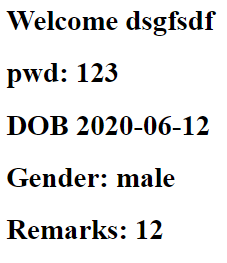 Welcome dsgfsdf
pwd: 123
DOB 2020-06-12
Gender: male
Remarks: 12